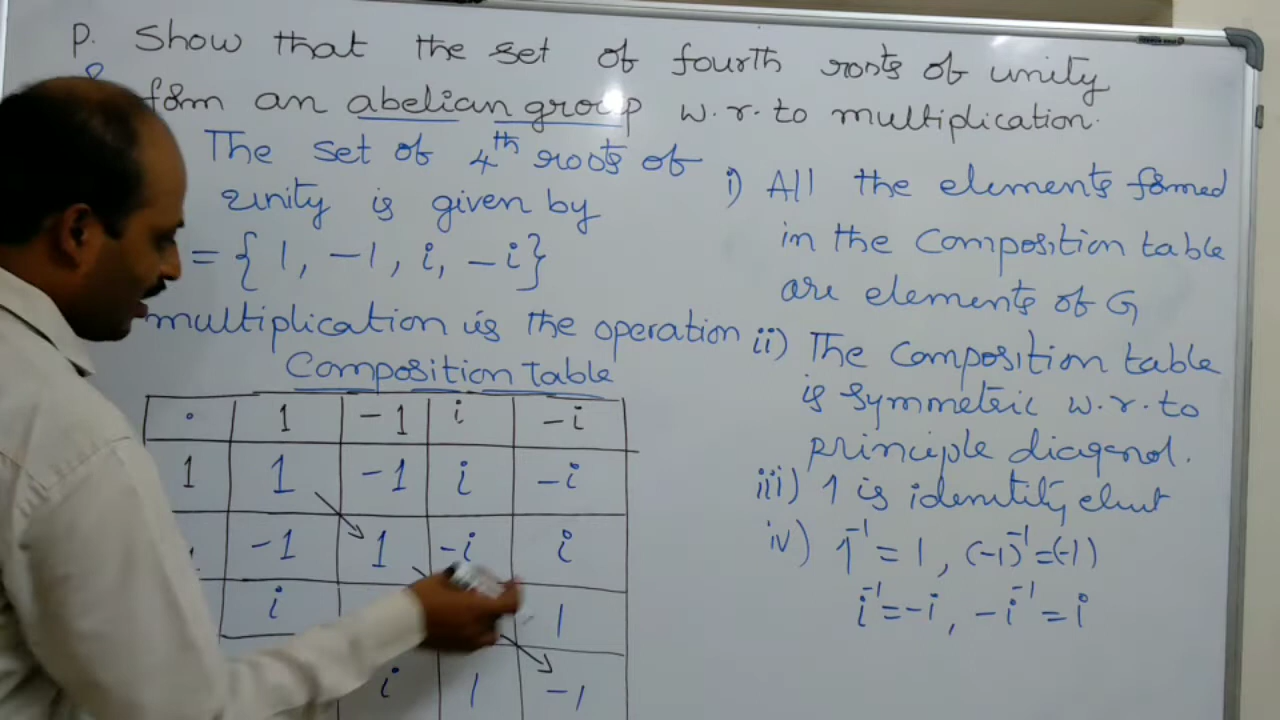 P. Show that the set of fourth roots of unity
form an abelian group w.r.to multiplication.
The set of 4th roots of
unity is given by
= { 1, -1, i, -i}
multiplication is the operation
Composition table
. 1 -1 i -i
1 1 -1 i -i
-1 1 -i i
i 1
i 1 -1
i) All the elements formed
in the Composition table
are elements of G
ii) The Composition table
is symmetric w.r.to
principle diagonal.
iii) 1 is identity elmt
iv) 1⁻¹ = 1, (-1)⁻¹=(-1)
i⁻¹=-i, -i⁻¹=i